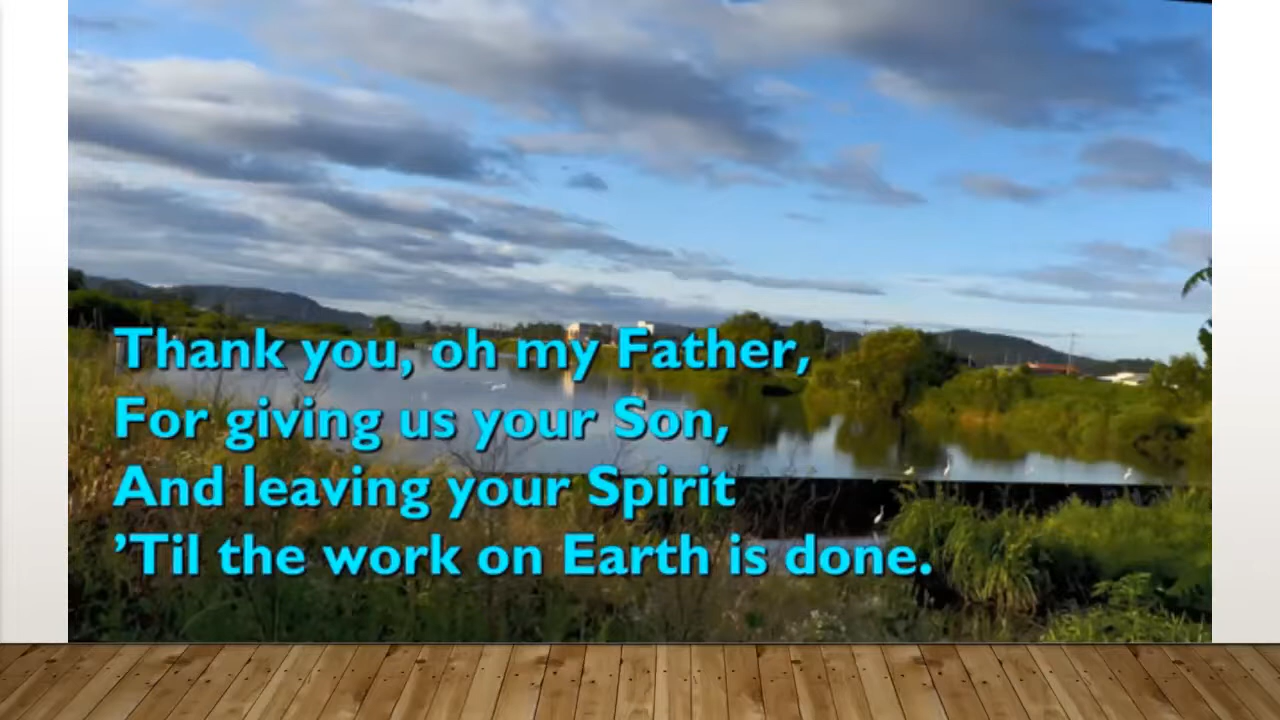 Thank you, oh my Father,
For giving us your Son,
And leaving your Spirit
’Til the work on Earth is done.